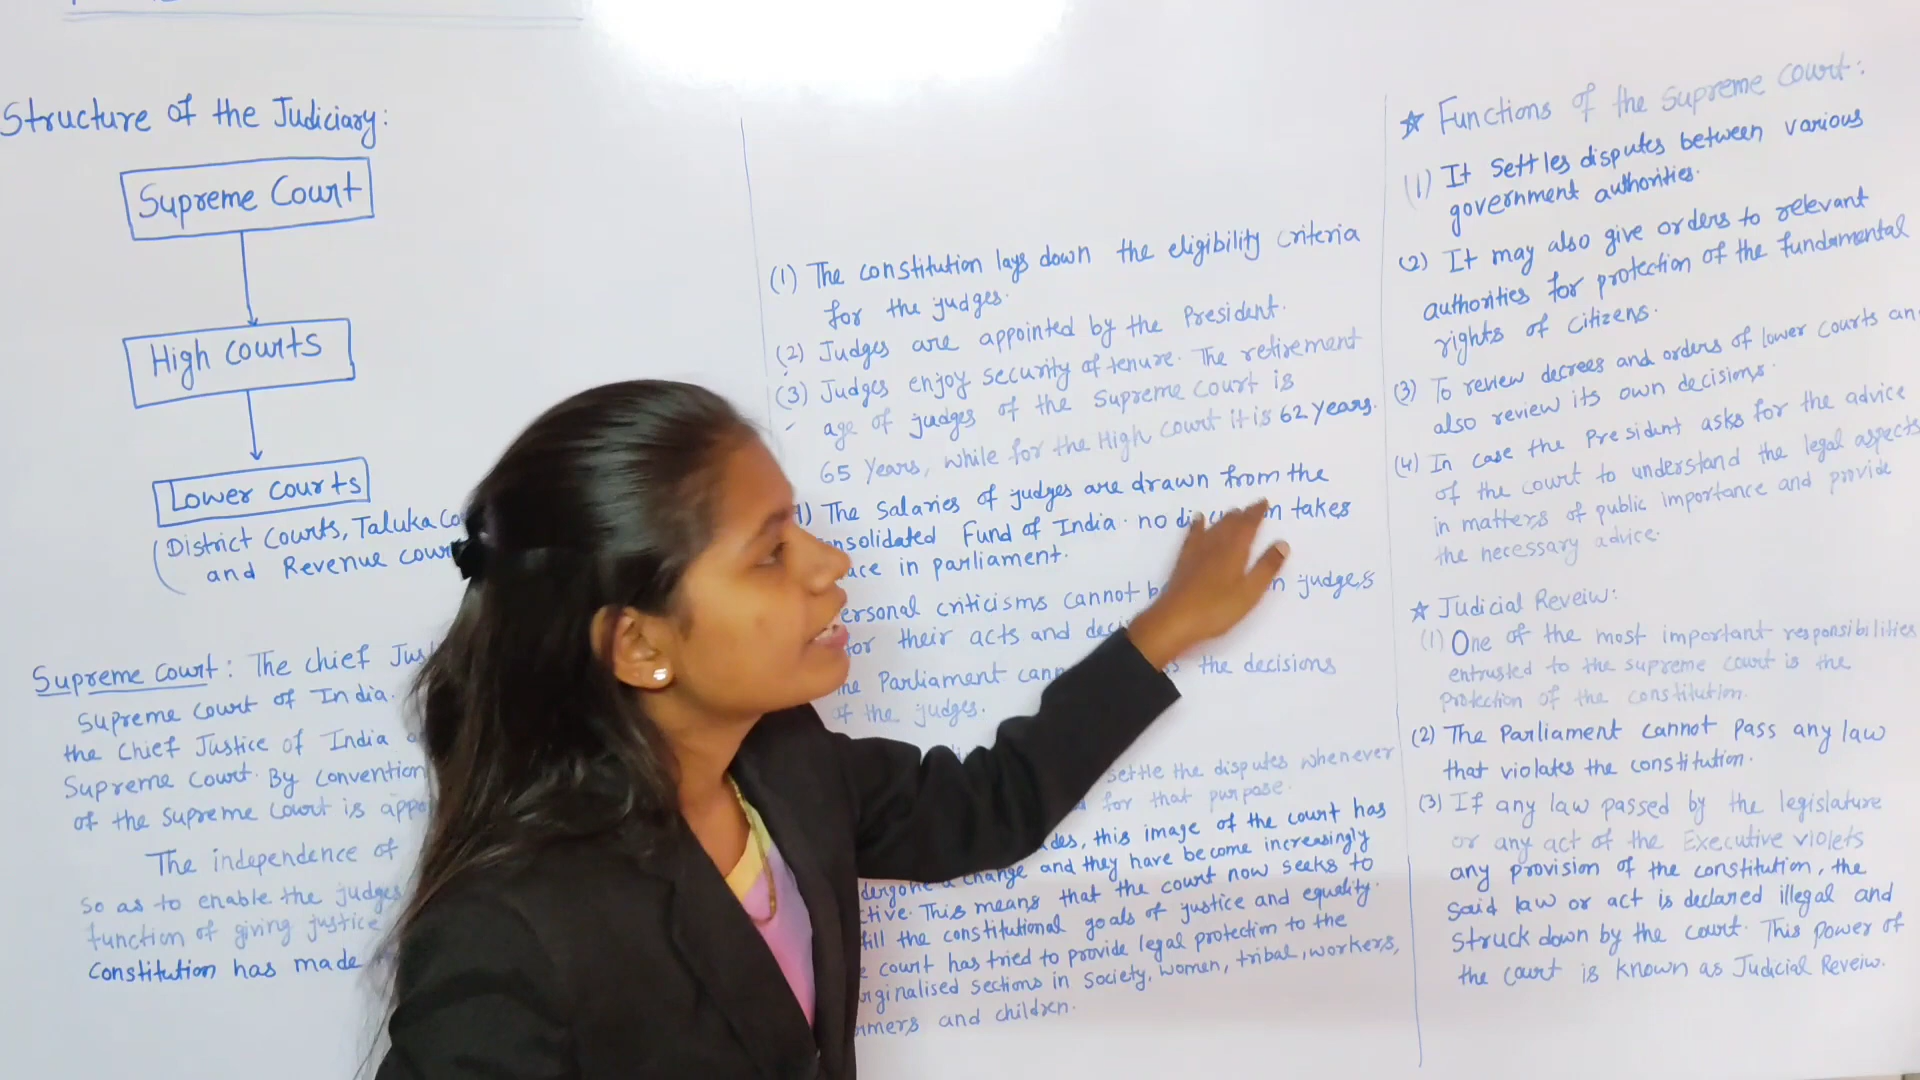 Structure of the Judiciary:
Supreme Court
High Courts
Lower Courts
(District Courts, Taluka
and Revenue
Supreme Court: The Chief
Supreme Court of India.
the Chief Justice of India
Supreme Court. By convention
of the Supreme Court is
The independence of
So as to enable the judges
function of giving justice
constitution has made
(1) The constitution lays down the eligibility criteria
for the judges.
(2) Judges are appointed by the President.
(3) Judges enjoy security of tenure. The retirement
age of judges of the Supreme Court is
65 years, while for the High Court it is 62 years.
The Salaries of judges are drawn from the
Fund of India. no takes
in parliament.
criticisms cannot judges
for their acts and
Parliament the decisions
of the judges.
settle the disputes whenever
for that purpose.
this image of the court has
a change and they have become increasingly
This means that the court now seeks to
the constitutional goals of justice and equality.
court has tried to provide legal protection to the
sections in Society, women, tribal, workers,
and children.
★ Functions of the Supreme Court:
(1) It Settles disputes between various
government authorities.
(2) It may also give orders to relevant
authorities for protection of the fundamental
rights of citizens.
(3) To review decrees and orders of lower courts
also review its own decisions.
(4) In case the President asks for the advice
of the court to understand the legal aspects
in matters of public importance and provide
the necessary advice.
★ Judicial Reveiw:
(1) One of the most important responsibilities
entrusted to the supreme court is the
Protection of the constitution.
(2) The Parliament cannot pass any law
that violates the constitution.
(3) If any law passed by the legislature
or any act of the Executive violets
any provision of the constitution, the
said law or act is declared illegal and
struck down by the court. This power of
the court is known as Judicial Reveiw.